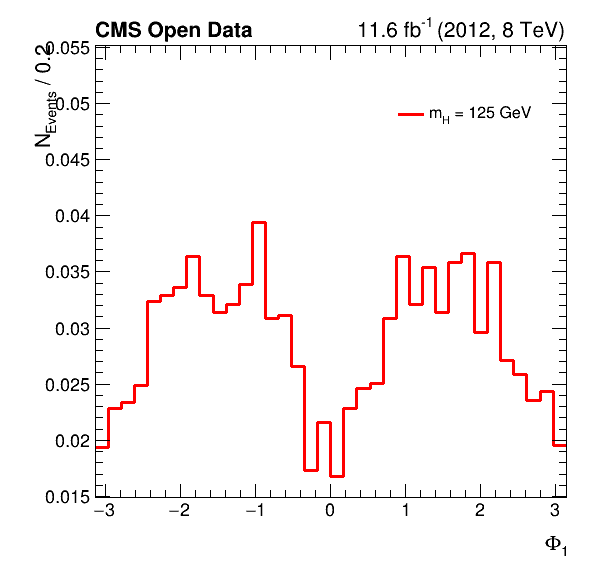 CMS Open Data 11.6 fb⁻¹ (2012, 8 TeV)
N_Events / 0.2
m_H = 125 GeV
0.055
0.05
0.045
0.04
0.035
0.03
0.025
0.02
0.015
−3 −2 −1 0 1 2 3
Φ₁